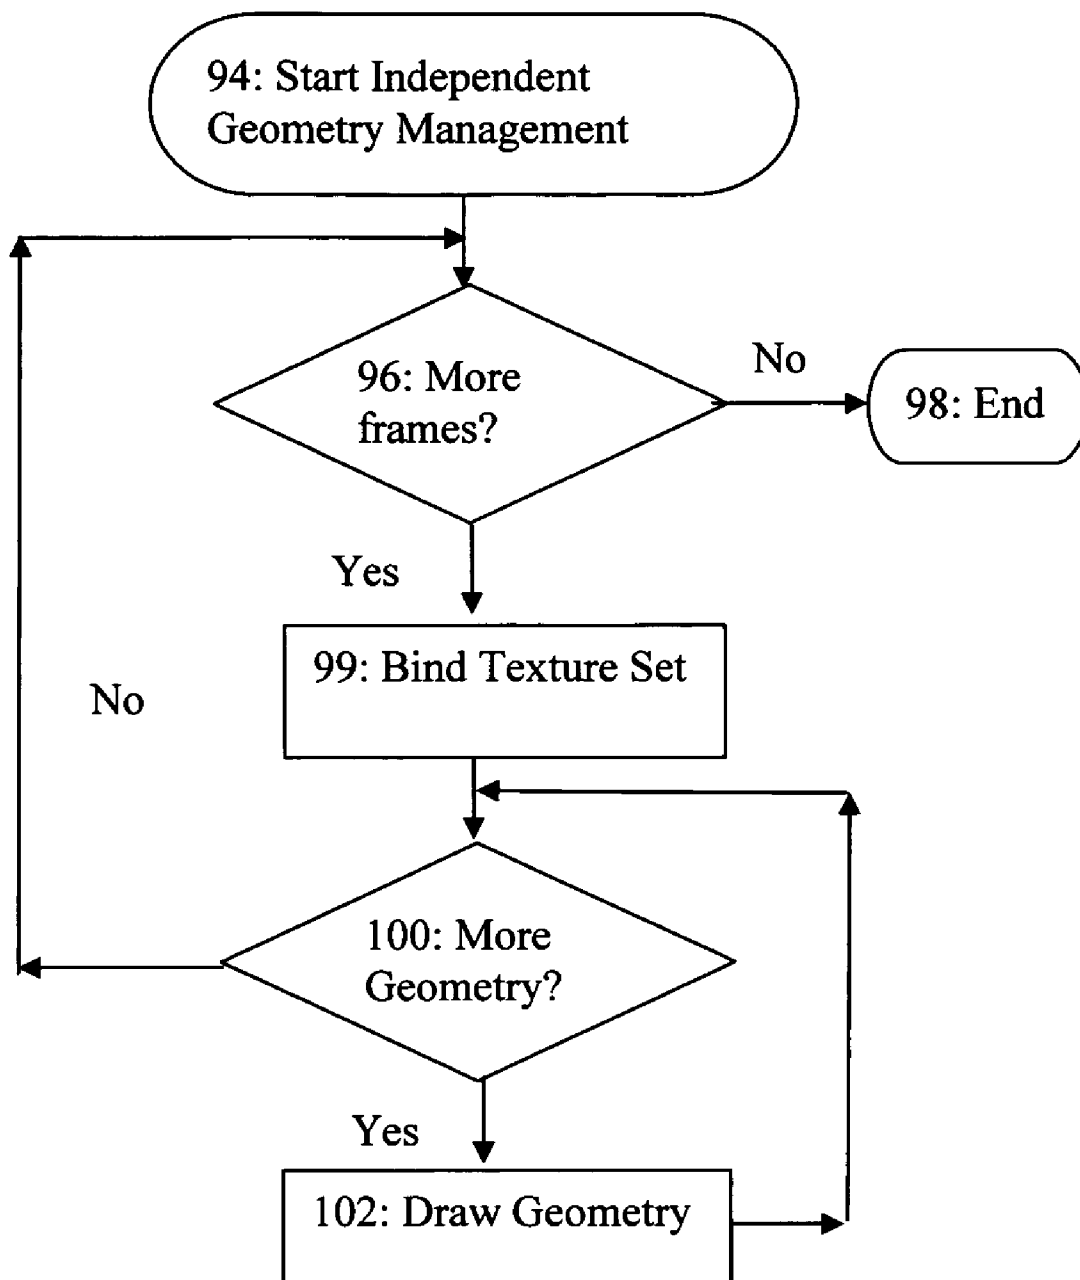 94: Start Independent
Geometry Management
96: More
frames?
No
98: End
Yes
99: Bind Texture Set
No
100: More
Geometry?
Yes
102: Draw Geometry